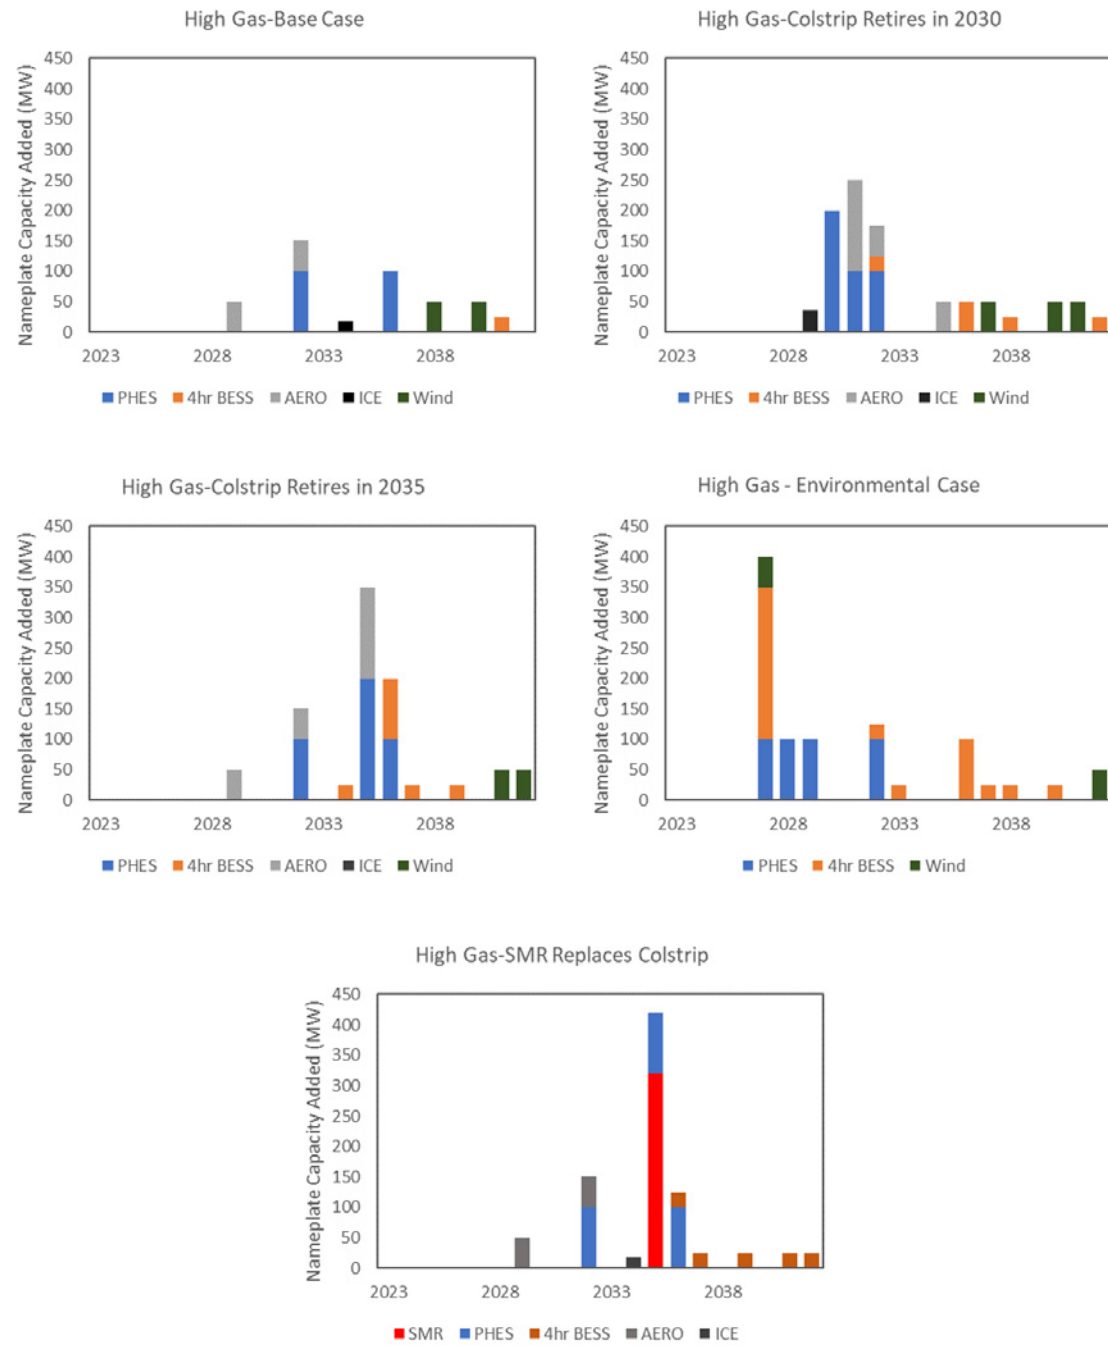 High Gas-Base Case
Nameplate Capacity Added (MW)
450
400
350
300
250
200
150
100
50
0
2023 2028 2033 2038
PHES 4hr BESS AERO ICE Wind
High Gas-Colstrip Retires in 2030
Nameplate Capacity Added (MW)
450
400
350
300
250
200
150
100
50
0
2023 2028 2033 2038
PHES 4hr BESS AERO ICE Wind
High Gas-Colstrip Retires in 2035
Nameplate Capacity Added (MW)
450
400
350
300
250
200
150
100
50
0
2023 2028 2033 2038
PHES 4hr BESS AERO ICE Wind
High Gas - Environmental Case
Nameplate Capacity Added (MW)
450
400
350
300
250
200
150
100
50
0
2023 2028 2033 2038
PHES 4hr BESS Wind
High Gas-SMR Replaces Colstrip
Nameplate Capacity Added (MW)
450
400
350
300
250
200
150
100
50
0
2023 2028 2033 2038
SMR PHES 4hr BESS AERO ICE